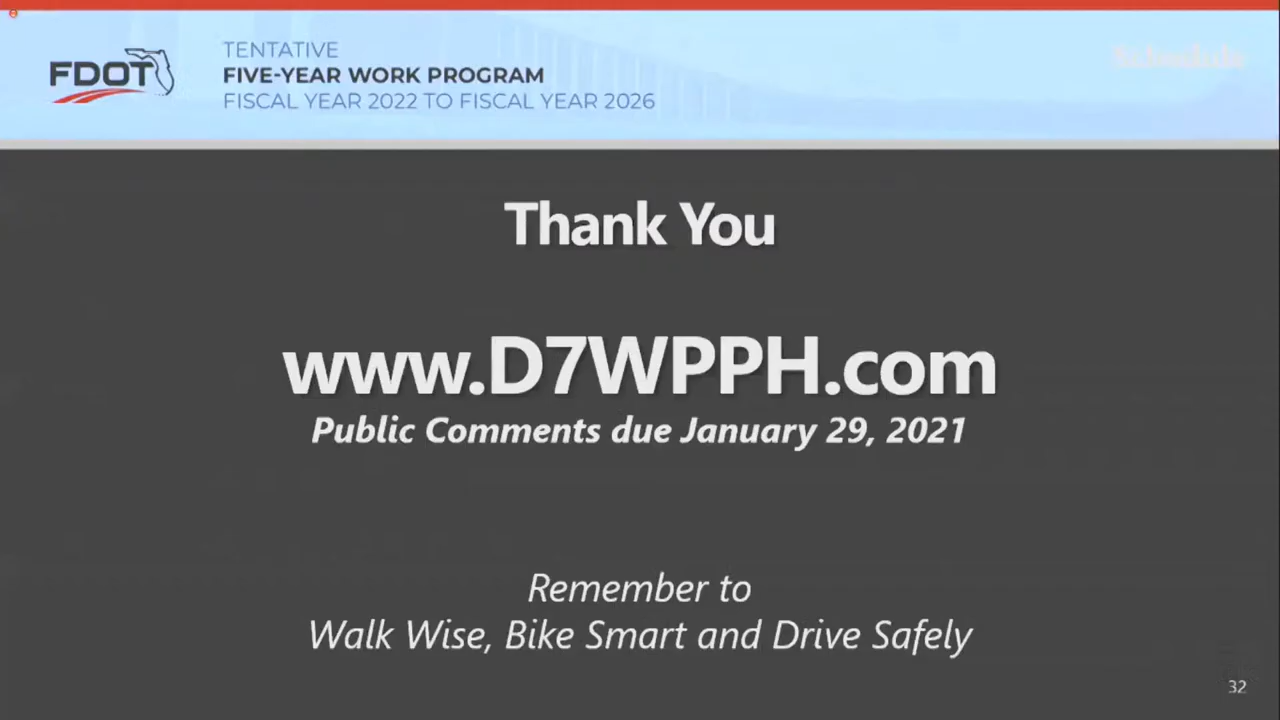 FDOT
TENTATIVE
FIVE-YEAR WORK PROGRAM
FISCAL YEAR 2022 TO FISCAL YEAR 2026
Schedule
Thank You
www.D7WPPH.com
Public Comments due January 29, 2021
Remember to
Walk Wise, Bike Smart and Drive Safely
32